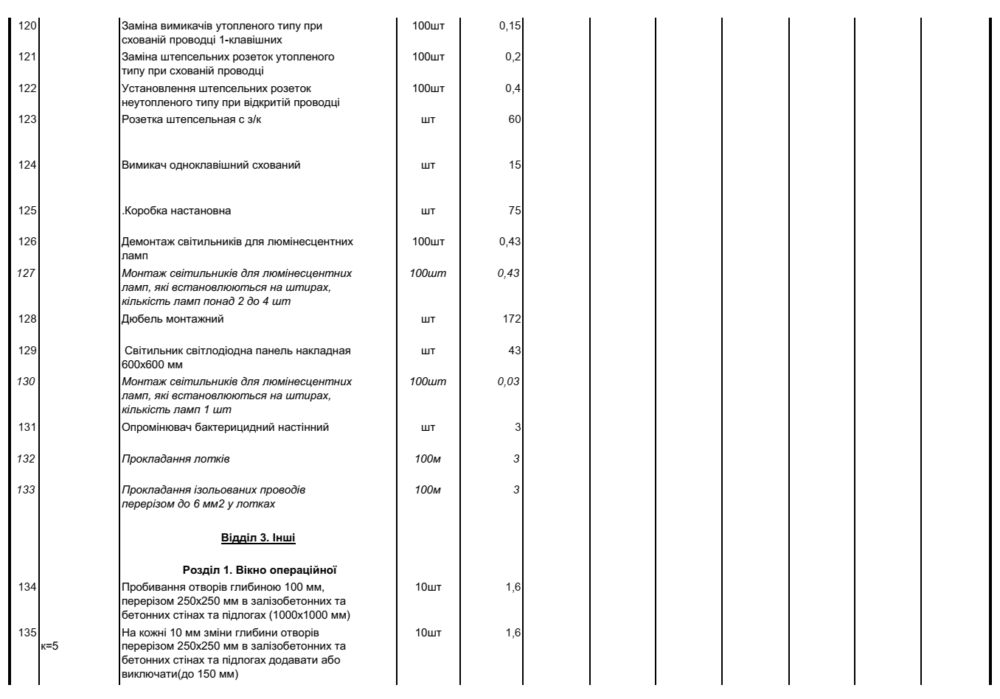 120 Заміна вимикачів утопленого типу при 100шт 0,15
схованій проводці 1-клавішних
121 Заміна штепсельних розеток утопленого 100шт 0,2
типу при схованій проводці
122 Установлення штепсельних розеток 100шт 0,4
неутопленого типу при відкритій проводці
123 Розетка штепсельная с з/к шт 60
124 Вимикач одноклавішний схований шт 15
125 .Коробка настановна шт 75
126 Демонтаж світильників для люмінесцентних 100шт 0,43
ламп
127 Монтаж світильників для люмінесцентних 100шт 0,43
ламп, які встановлюються на штирах,
кількість ламп понад 2 до 4 шт
128 Дюбель монтажний шт 172
129 Світильник світлодіодна панель накладная шт 43
600х600 мм
130 Монтаж світильників для люмінесцентних 100шт 0,03
ламп, які встановлюються на штирах,
кількість ламп 1 шт
131 Опромінювач бактерицидний настінний шт 3
132 Прокладання лотків 100м 3
133 Прокладання ізольованих проводів 100м 3
перерізом до 6 мм2 у лотках
Відділ 3. Інші
Розділ 1. Вікно операційної
134 Пробивання отворів глибиною 100 мм, 10шт 1,6
перерізом 250х250 мм в залізобетонних та
бетонних стінах та підлогах (1000х1000 мм)
135 На кожні 10 мм зміни глибини отворів 10шт 1,6
к=5 перерізом 250х250 мм в залізобетонних та
бетонних стінах та підлогах додавати або
виключати(до 150 мм)